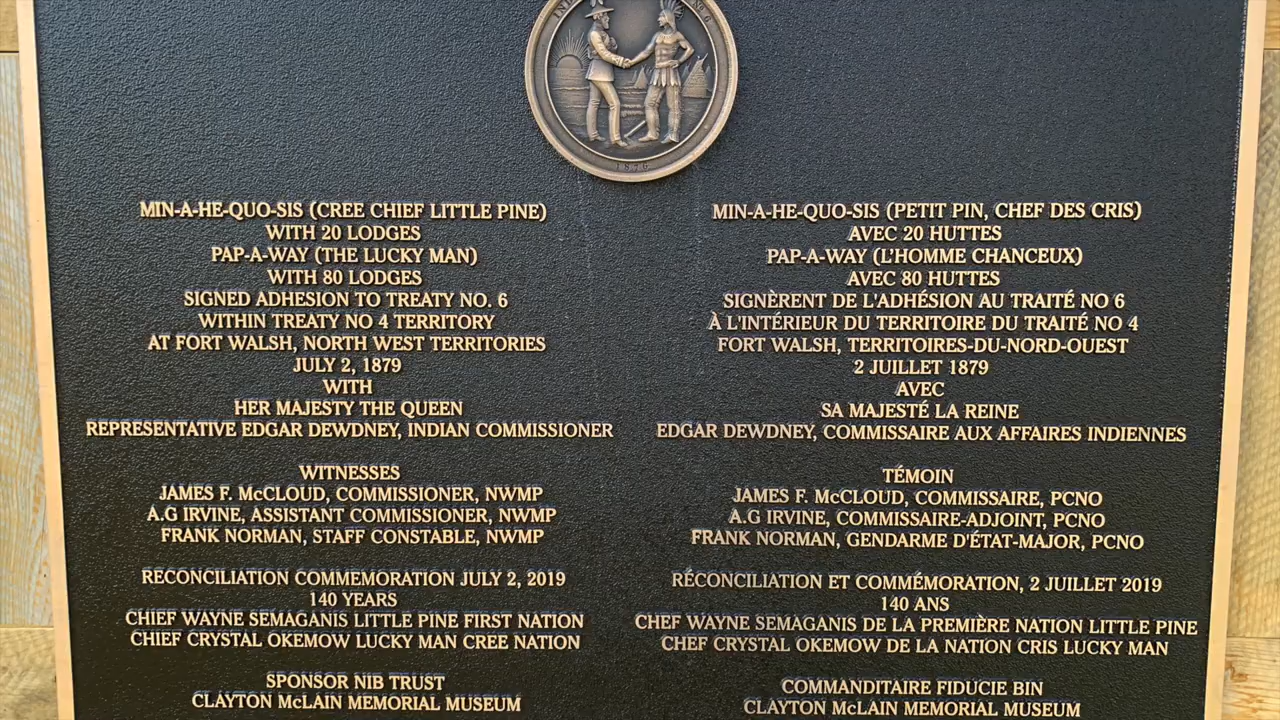 IND
NO 6
1876
MIN-A-HE-QUO-SIS (CREE CHIEF LITTLE PINE)
WITH 20 LODGES
PAP-A-WAY (THE LUCKY MAN)
WITH 80 LODGES
SIGNED ADHESION TO TREATY NO. 6
WITHIN TREATY NO 4 TERRITORY
AT FORT WALSH, NORTH WEST TERRITORIES
JULY 2, 1879
WITH
HER MAJESTY THE QUEEN
REPRESENTATIVE EDGAR DEWDNEY, INDIAN COMMISSIONER
WITNESSES
JAMES F. McCLOUD, COMMISSIONER, NWMP
A.G IRVINE, ASSISTANT COMMISSIONER, NWMP
FRANK NORMAN, STAFF CONSTABLE, NWMP
RECONCILIATION COMMEMORATION JULY 2, 2019
140 YEARS
CHIEF WAYNE SEMAGANIS LITTLE PINE FIRST NATION
CHIEF CRYSTAL OKEMOW LUCKY MAN CREE NATION
SPONSOR NIB TRUST
CLAYTON McLAIN MEMORIAL MUSEUM
MIN-A-HE-QUO-SIS (PETIT PIN, CHEF DES CRIS)
AVEC 20 HUTTES
PAP-A-WAY (L'HOMME CHANCEUX)
AVEC 80 HUTTES
SIGNÈRENT DE L'ADHÉSION AU TRAITÉ NO 6
À L'INTÉRIEUR DU TERRITOIRE DU TRAITÉ NO 4
FORT WALSH, TERRITOIRES-DU-NORD-OUEST
2 JUILLET 1879
AVEC
SA MAJESTÉ LA REINE
EDGAR DEWDNEY, COMMISSAIRE AUX AFFAIRES INDIENNES
TÉMOIN
JAMES F. McCLOUD, COMMISSAIRE, PCNO
A.G IRVINE, COMMISSAIRE-ADJOINT, PCNO
FRANK NORMAN, GENDARME D'ÉTAT-MAJOR, PCNO
RÉCONCILIATION ET COMMÉMORATION, 2 JUILLET 2019
140 ANS
CHEF WAYNE SEMAGANIS DE LA PREMIÈRE NATION LITTLE PINE
CHEF CRYSTAL OKEMOW DE LA NATION CRIS LUCKY MAN
COMMANDITAIRE FIDUCIE BIN
CLAYTON McLAIN MEMORIAL MUSEUM